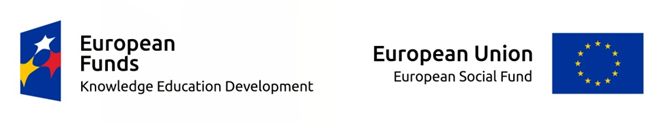 European
Funds
Knowledge Education Development
European Union
European Social Fund